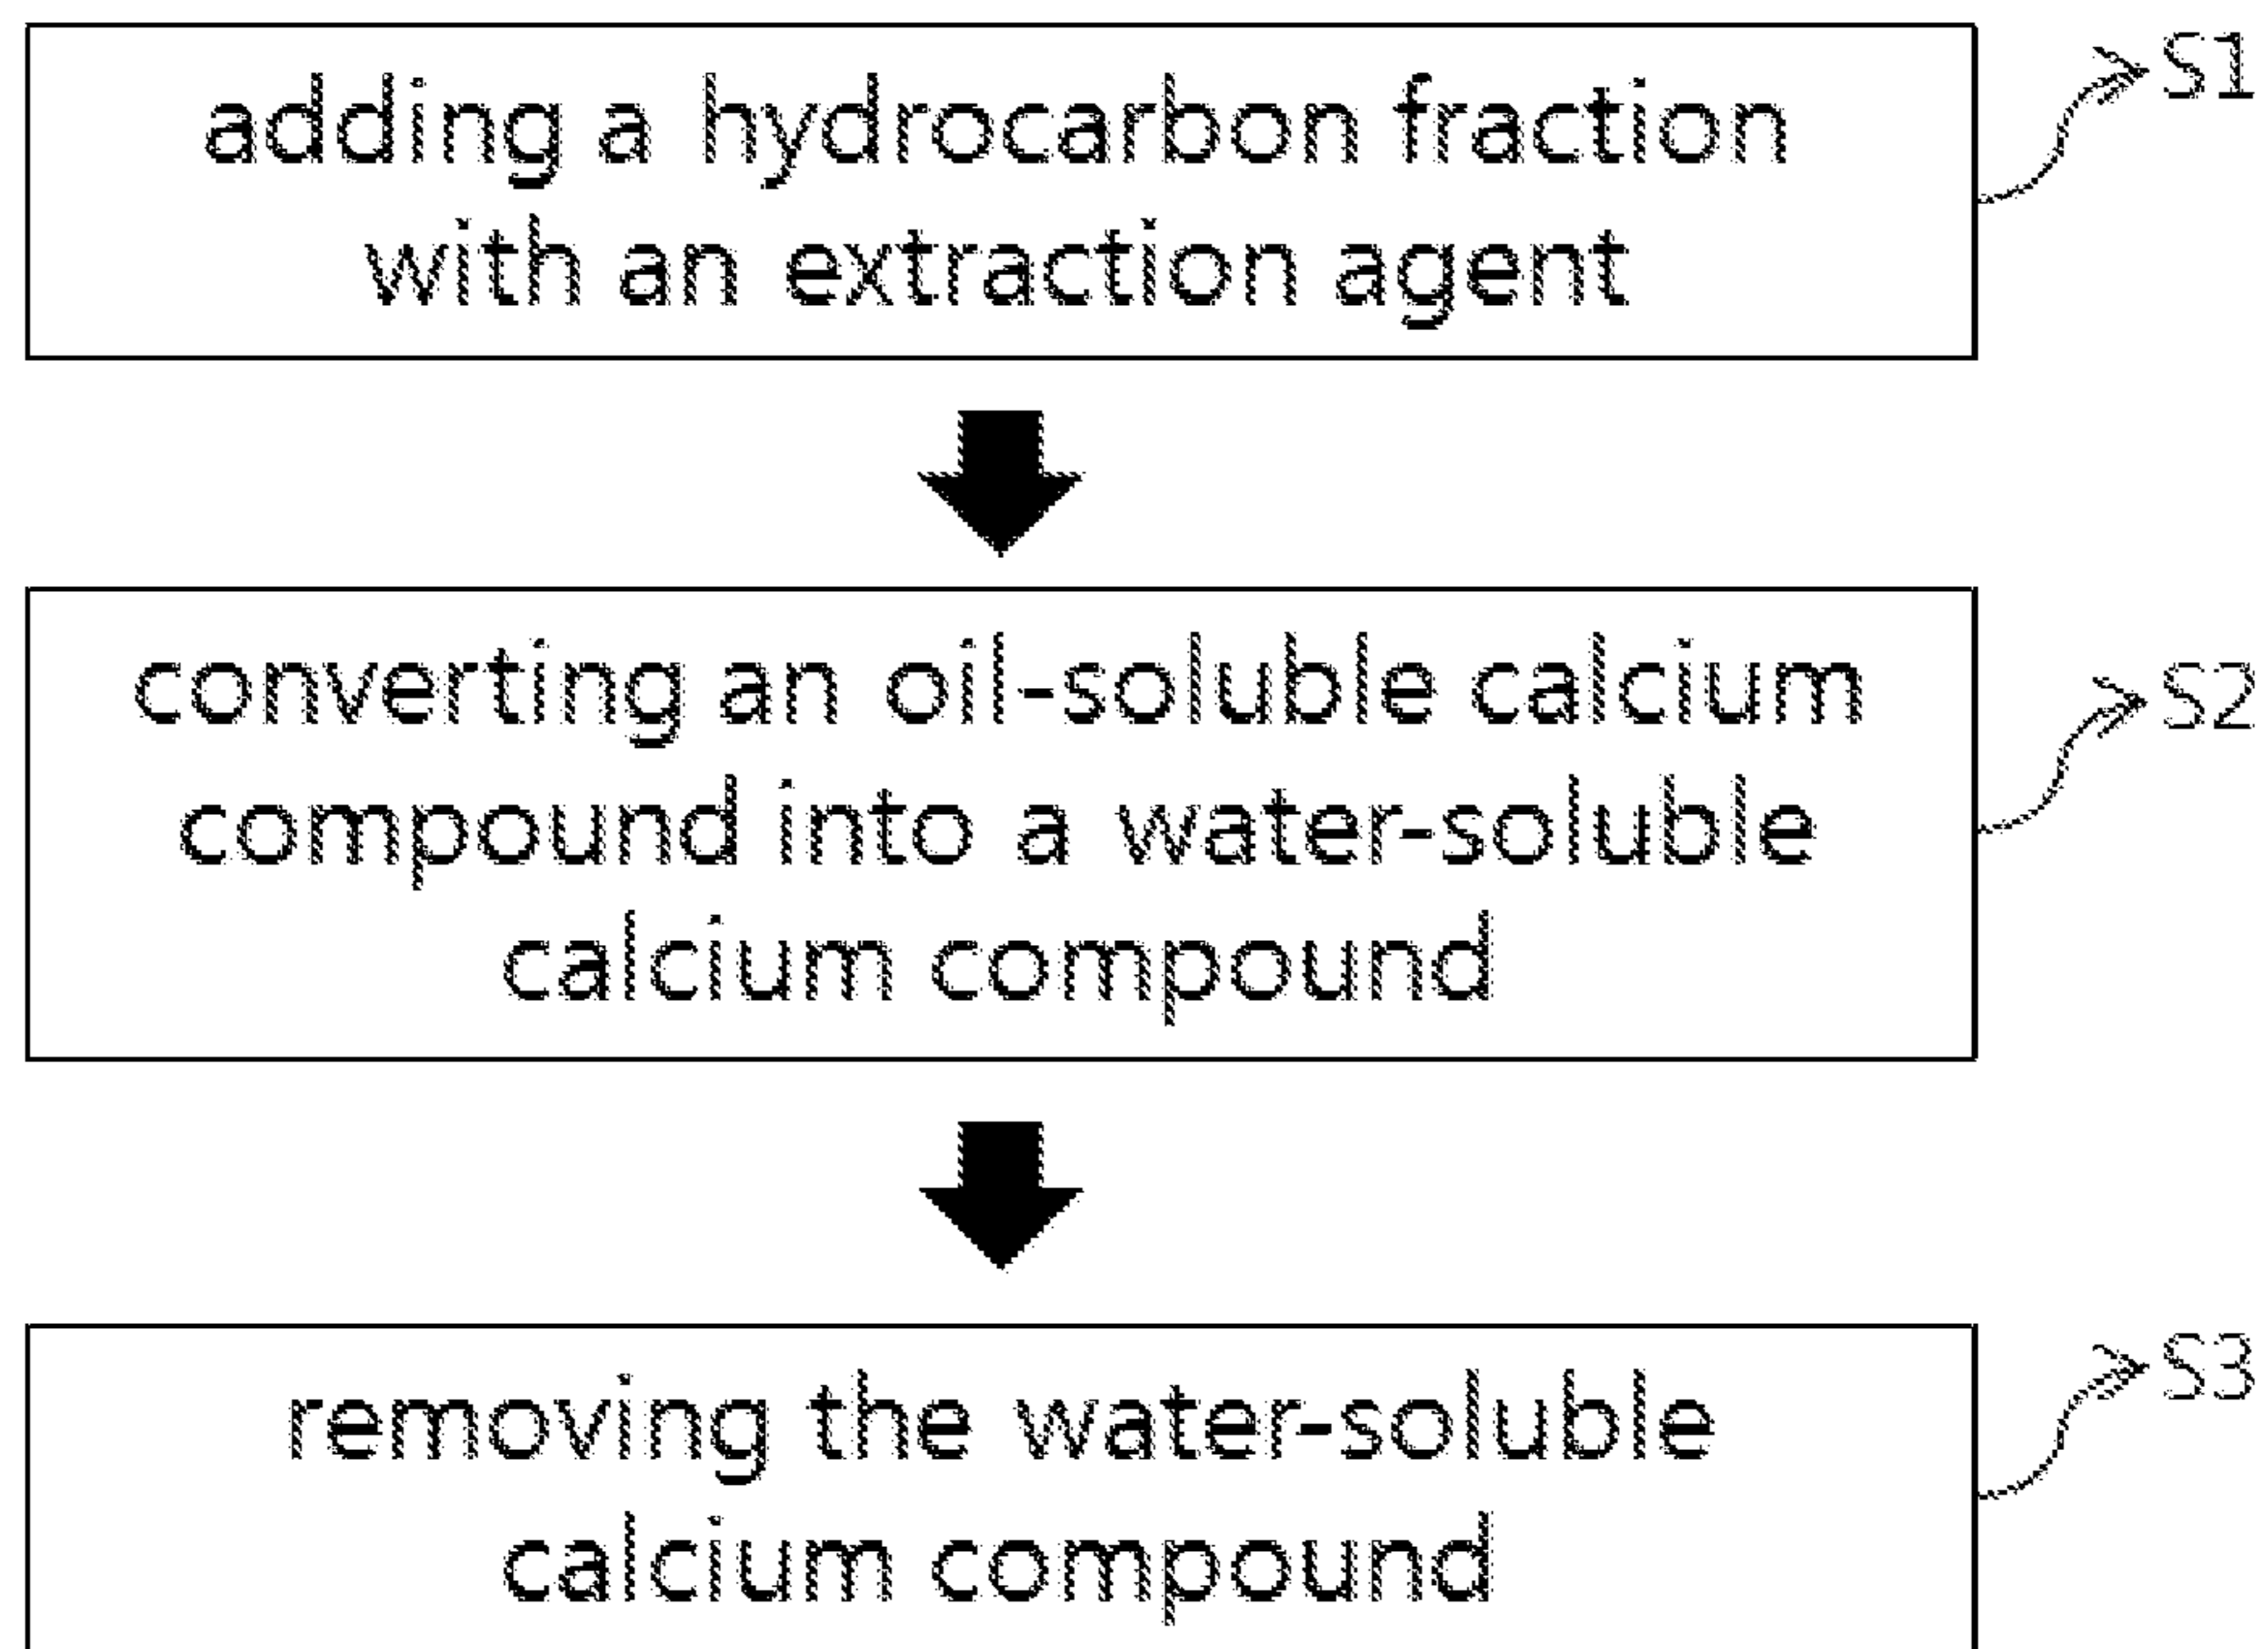 adding a hydrocarbon fraction
with an extraction agent
S1
converting an oil-soluble calcium
compound into a water-soluble
calcium compound
S2
removing the water-soluble
calcium compound
S3